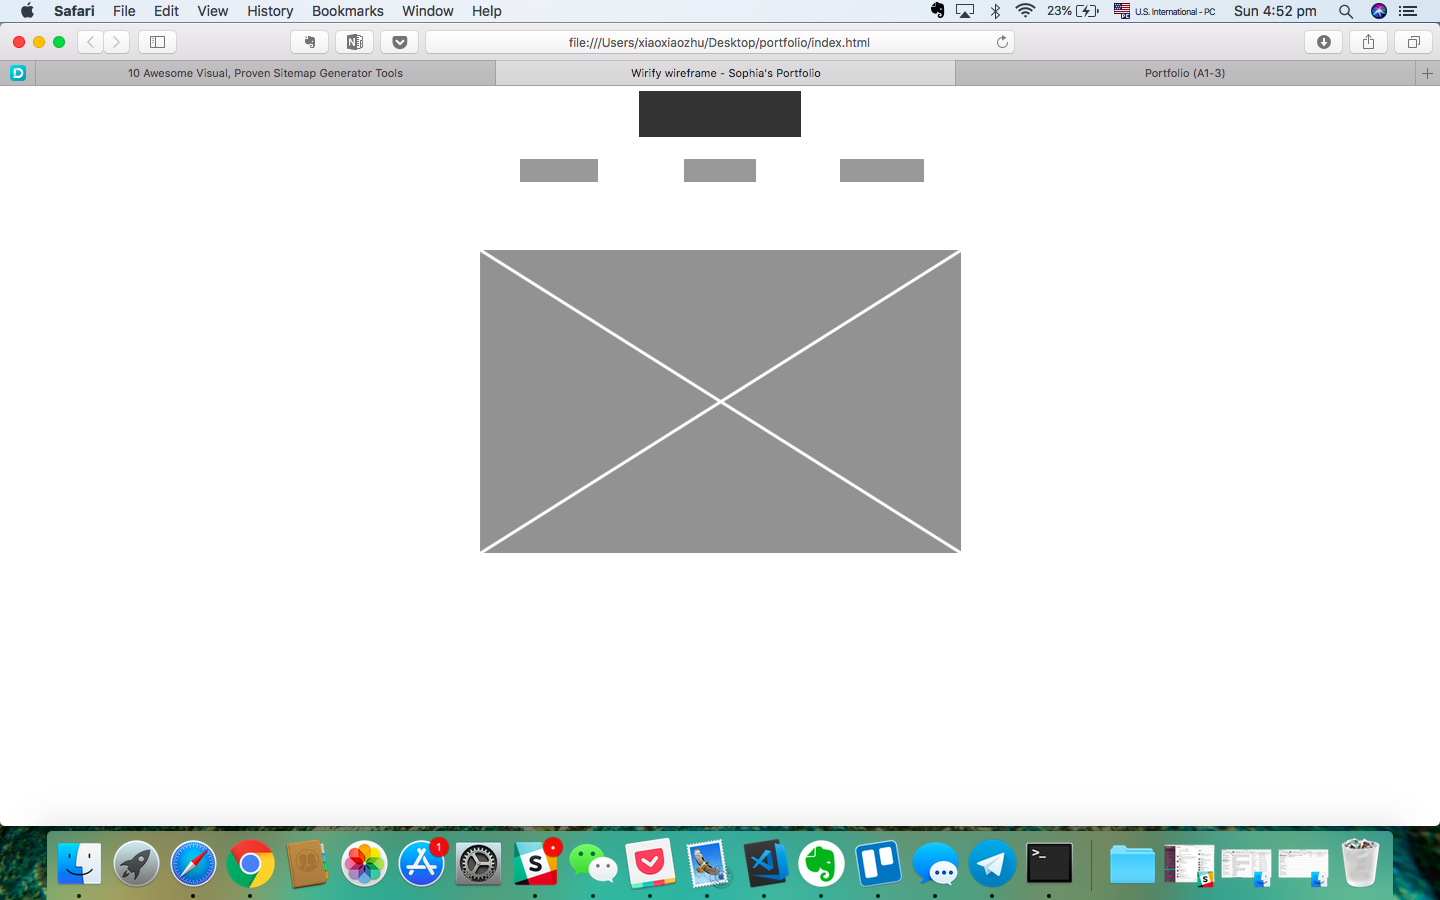 Safari File Edit View History Bookmarks Window Help 23% U.S. International - PC Sun 4:52 pm
file:///Users/xiaoxiaozhu/Desktop/portfolio/index.html
D 10 Awesome Visual, Proven Sitemap Generator Tools Wirify wireframe - Sophia's Portfolio Portfolio (A1-3)
1
S >_